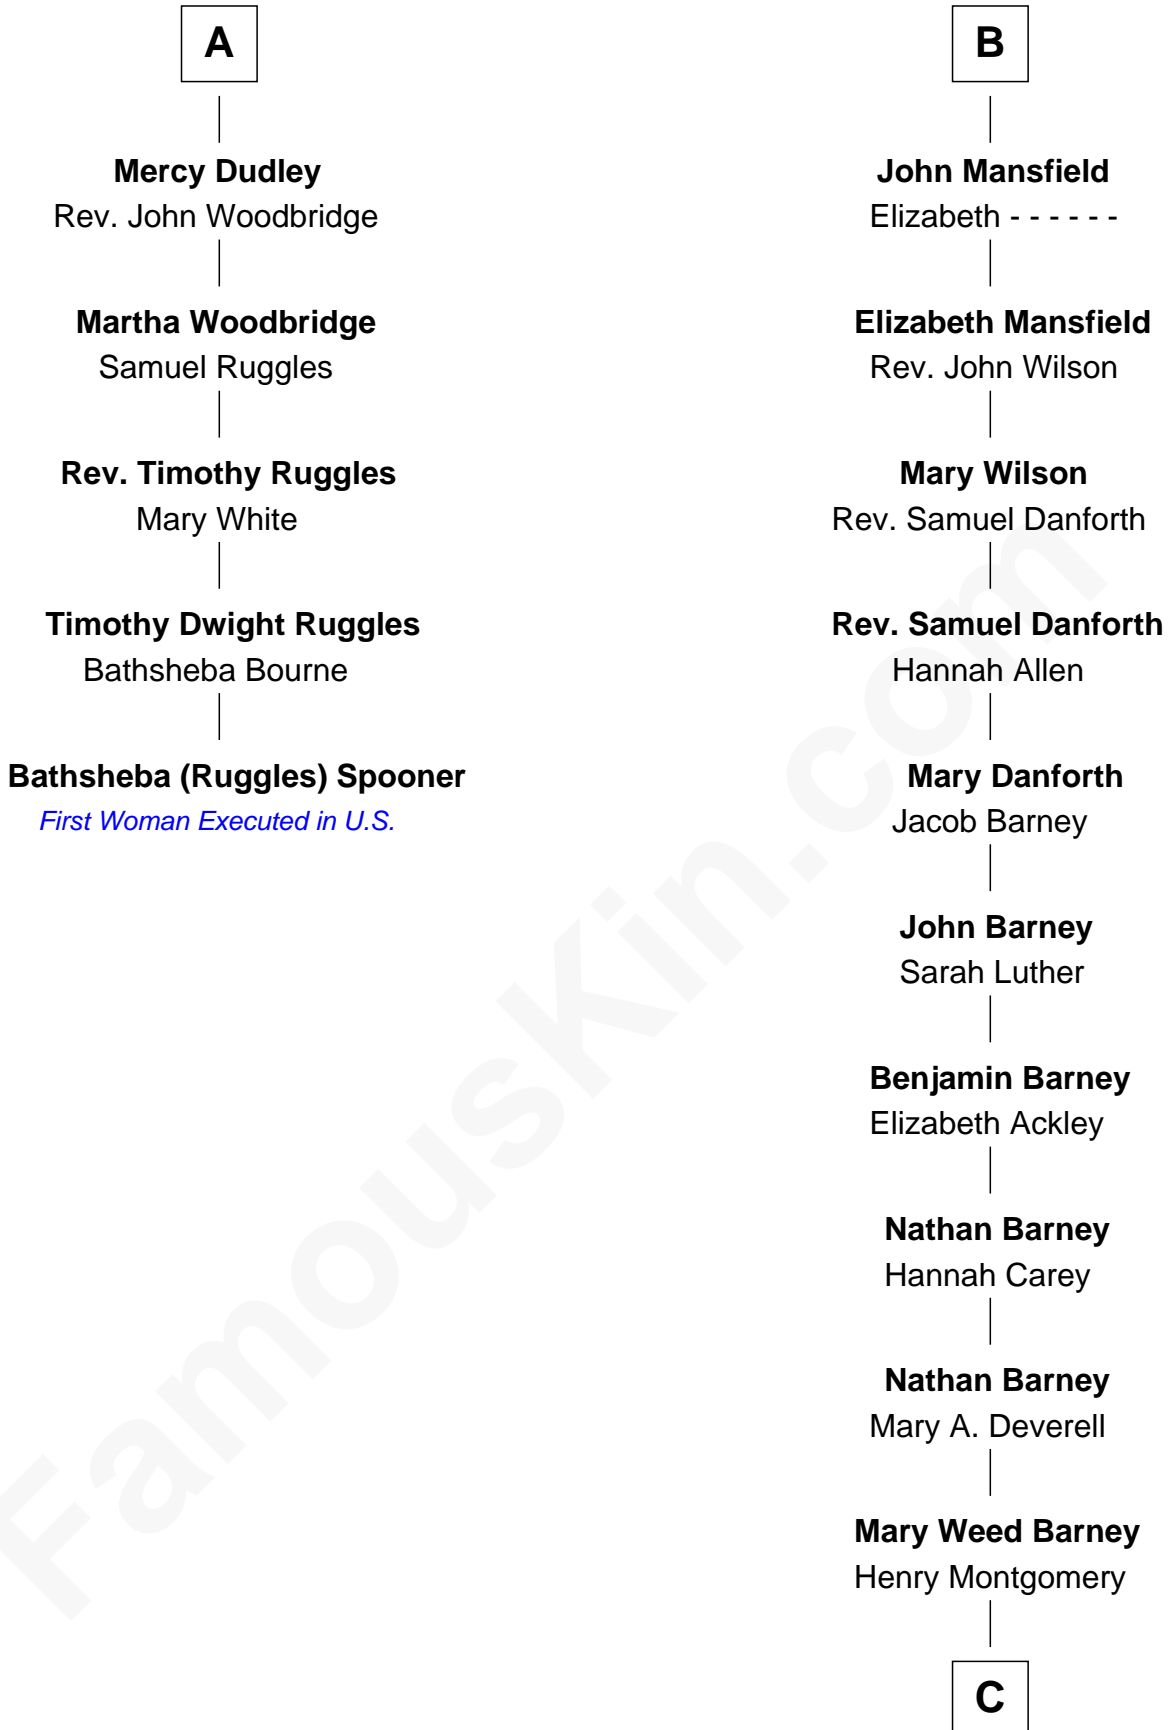 A
Mercy Dudley
Rev. John Woodbridge
Martha Woodbridge
Samuel Ruggles
Rev. Timothy Ruggles
Mary White
Timothy Dwight Ruggles
Bathsheba Bourne
Bathsheba (Ruggles) Spooner
First Woman Executed in U.S.
B
John Mansfield
Elizabeth - - - - - -
Elizabeth Mansfield
Rev. John Wilson
Mary Wilson
Rev. Samuel Danforth
Rev. Samuel Danforth
Hannah Allen
Mary Danforth
Jacob Barney
John Barney
Sarah Luther
Benjamin Barney
Elizabeth Ackley
Nathan Barney
Hannah Carey
Nathan Barney
Mary A. Deverell
Mary Weed Barney
Henry Montgomery
C
FamousKin.com